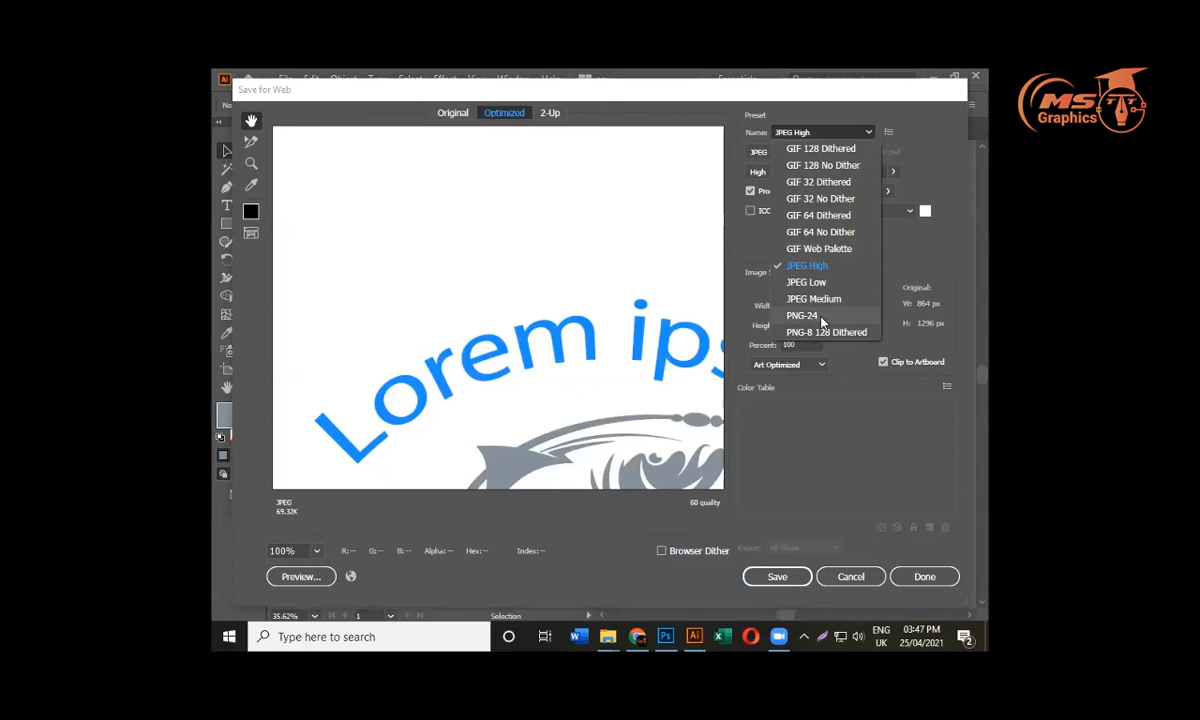 Save for Web
Original
Optimized
2-Up
Preset
Name:
JPEG High
GIF 128 Dithered
GIF 128 No Dither
GIF 32 Dithered
GIF 32 No Dither
GIF 64 Dithered
GIF 64 No Dither
GIF Web Palette
JPEG High
JPEG Low
JPEG Medium
PNG-24
PNG-8 128 Dithered
JPEG
High
Original:
W: 864 px
H: 1296 px
Percent: 100
Art Optimized
Clip to Artboard
Color Table
Lorem ips
JPEG
69.32K
60 quality
100%
R: --
G: --
B: --
Alpha: --
Hex: --
Index: --
Browser Dither
Export:
Preview...
Save
Cancel
Done
35.62%
1
Selection
Type here to search
ENG
UK
03:47 PM
25/04/2021
2
MS
Graphics